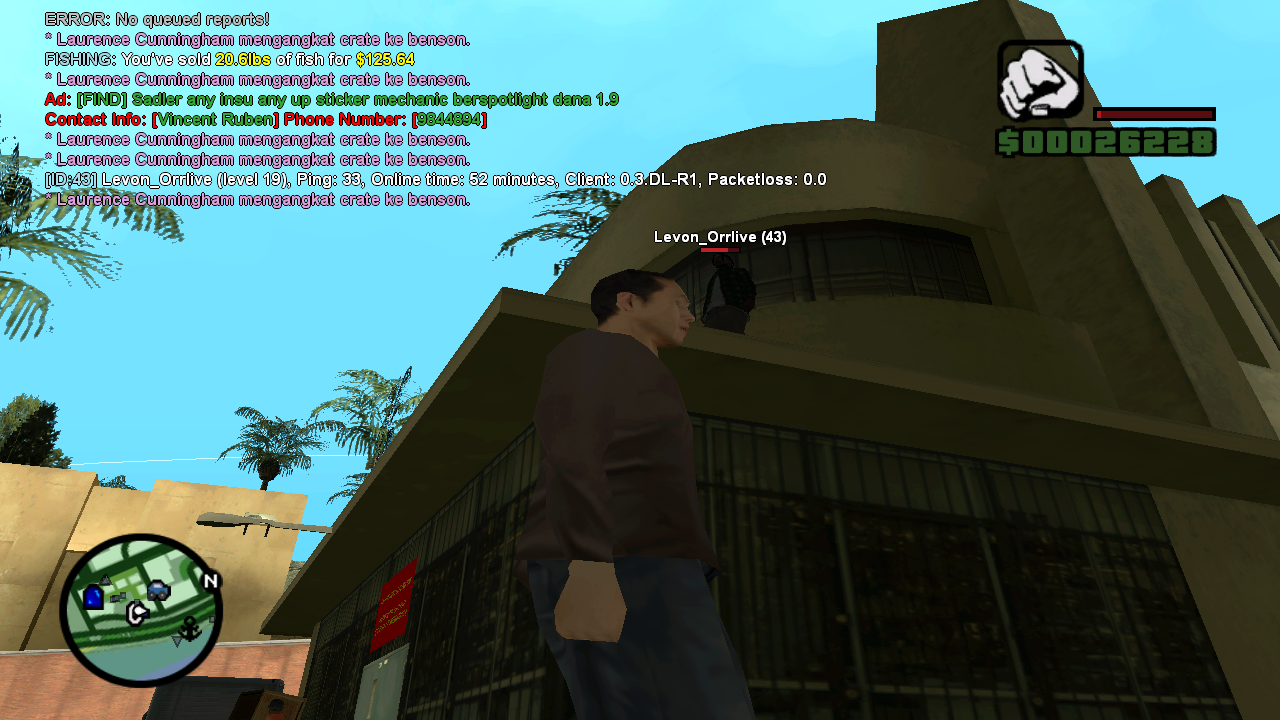 ERROR: No queued reports!
* Laurence Cunningham mengangkat crate ke benson.
FISHING: You've sold 20.6lbs of fish for $125.64
* Laurence Cunningham mengangkat crate ke benson.
Ad: [FIND] Sadler any insu any up sticker mechanic berspotlight dana 1.9
Contact Info: [Vincent Ruben] Phone Number: [9844894]
* Laurence Cunningham mengangkat crate ke benson.
* Laurence Cunningham mengangkat crate ke benson.
[ID:43] Levon_Orrlive (level 19), Ping: 33, Online time: 52 minutes, Client: 0.3.DL-R1, Packetloss: 0.0
* Laurence Cunningham mengangkat crate ke benson.
$00026228
Levon_Orrlive (43)
N